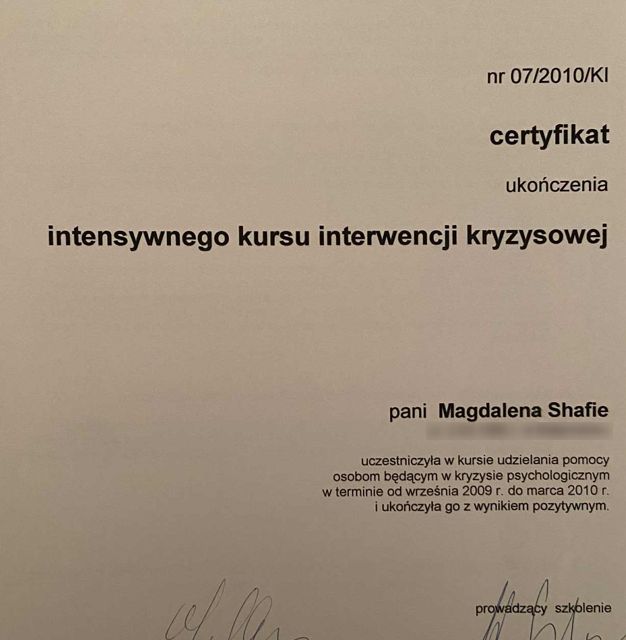 nr 07/2010/KI
certyfikat
ukończenia
intensywnego kursu interwencji kryzysowej
pani Magdalena Shafie
uczestniczyła w kursie udzielania pomocy
osobom będącym w kryzysie psychologicznym
w terminie od września 2009 r. do marca 2010 r.
i ukończyła go z wynikiem pozytywnym.
prowadzący szkolenie